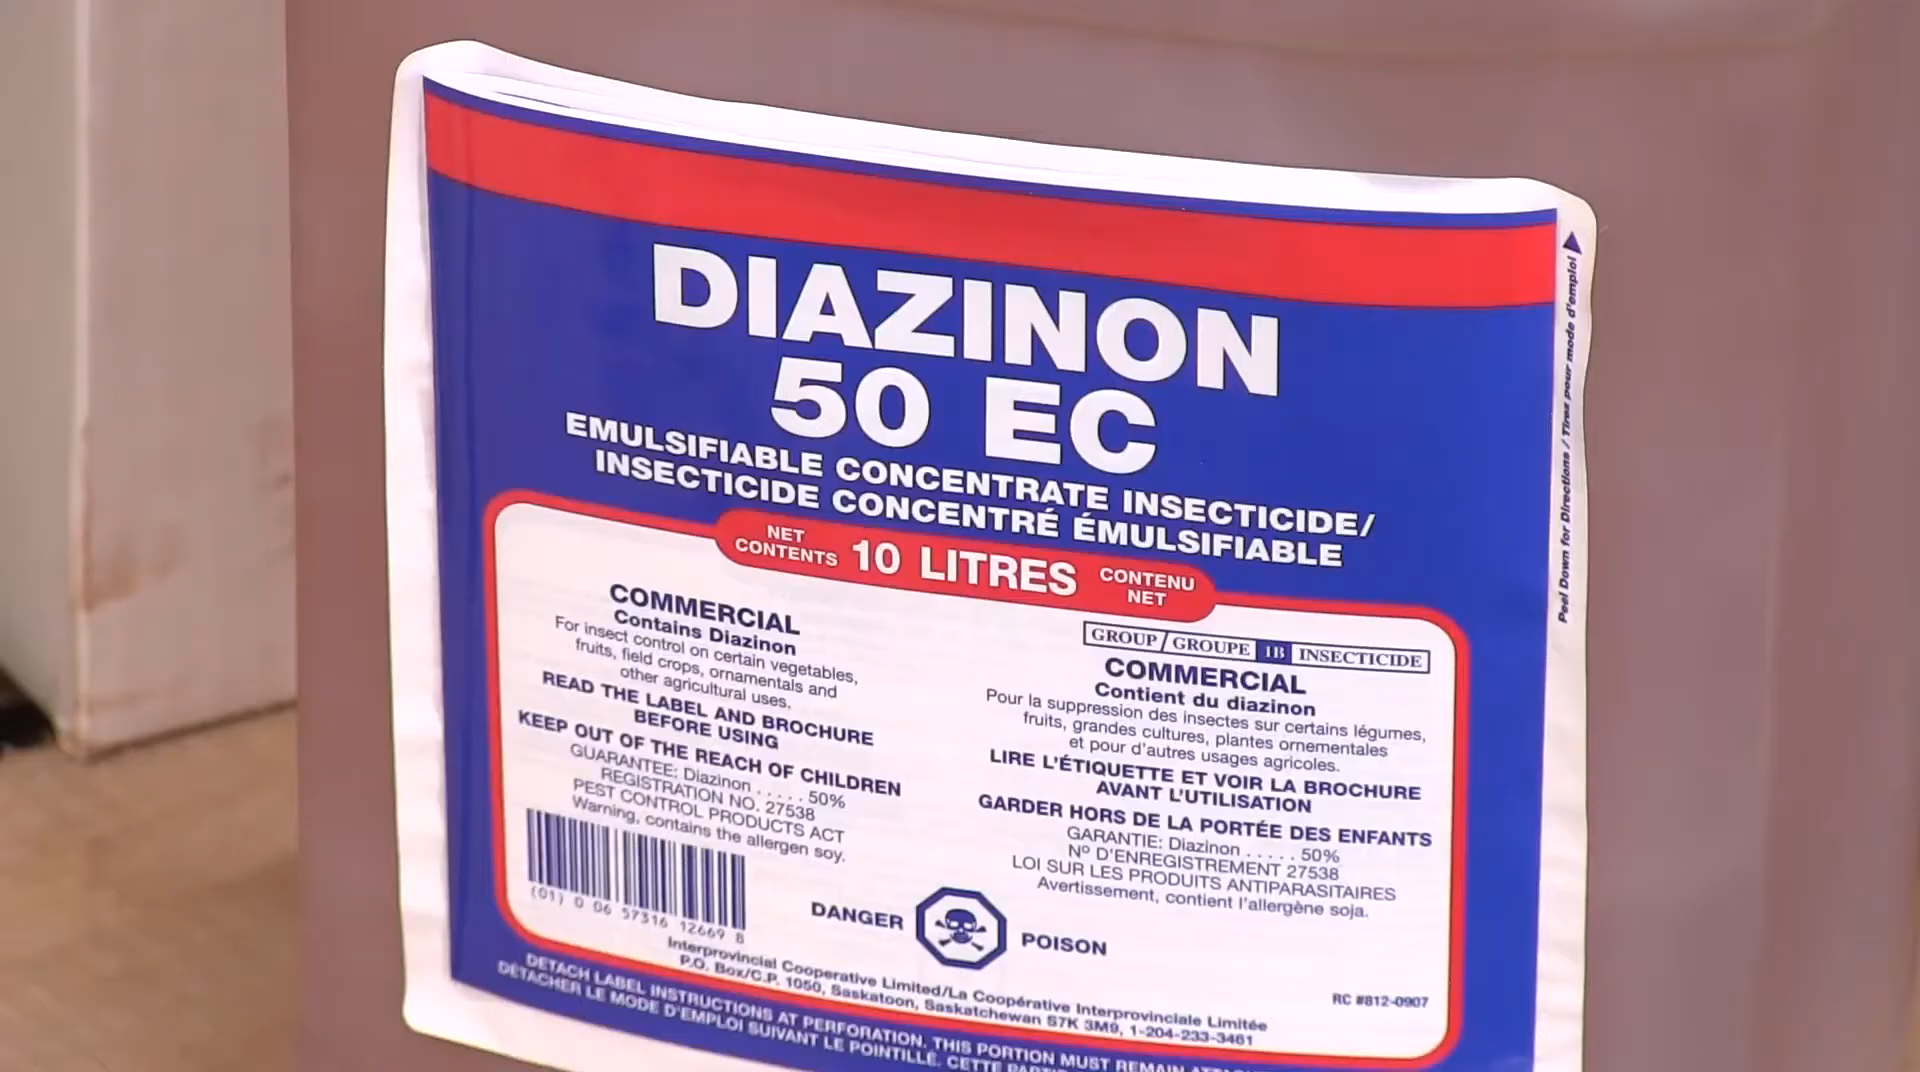 DIAZINON
50 EC
EMULSIFIABLE CONCENTRATE INSECTICIDE/
INSECTICIDE CONCENTRÉ ÉMULSIFIABLE
NET
CONTENTS
10 LITRES
CONTENU
NET
COMMERCIAL
Contains Diazinon
For insect control on certain vegetables,
fruits, field crops, ornamentals and
other agricultural uses.
READ THE LABEL AND BROCHURE
BEFORE USING
KEEP OUT OF THE REACH OF CHILDREN
GUARANTEE: Diazinon ..... 50%
REGISTRATION NO. 27538
PEST CONTROL PRODUCTS ACT
Warning, contains the allergen soy.
(01) 0 06 57316 12669 8
GROUP/GROUPE 1B INSECTICIDE
COMMERCIAL
Contient du diazinon
Pour la suppression des insectes sur certains légumes,
fruits, grandes cultures, plantes ornementales
et pour d'autres usages agricoles.
LIRE L'ÉTIQUETTE ET VOIR LA BROCHURE
AVANT L'UTILISATION
GARDER HORS DE LA PORTÉE DES ENFANTS
GARANTIE: Diazinon ..... 50%
Nº D'ENREGISTREMENT 27538
LOI SUR LES PRODUITS ANTIPARASITAIRES
Avertissement, contient l'allergène soja.
DANGER POISON
Interprovincial Cooperative Limited/La Coopérative Interprovinciale Limitée
P.O. Box/C.P. 1050, Saskatoon, Saskatchewan S7K 3M9, 1-204-233-3461
RC #812-0907
DETACH LABEL INSTRUCTIONS AT PERFORATION. THIS PORTION MUST REMAIN
DÉTACHER LE MODE D'EMPLOI SUIVANT LE POINTILLÉ. CETTE
Peel Down for Directions / Tirez pour mode d'emploi